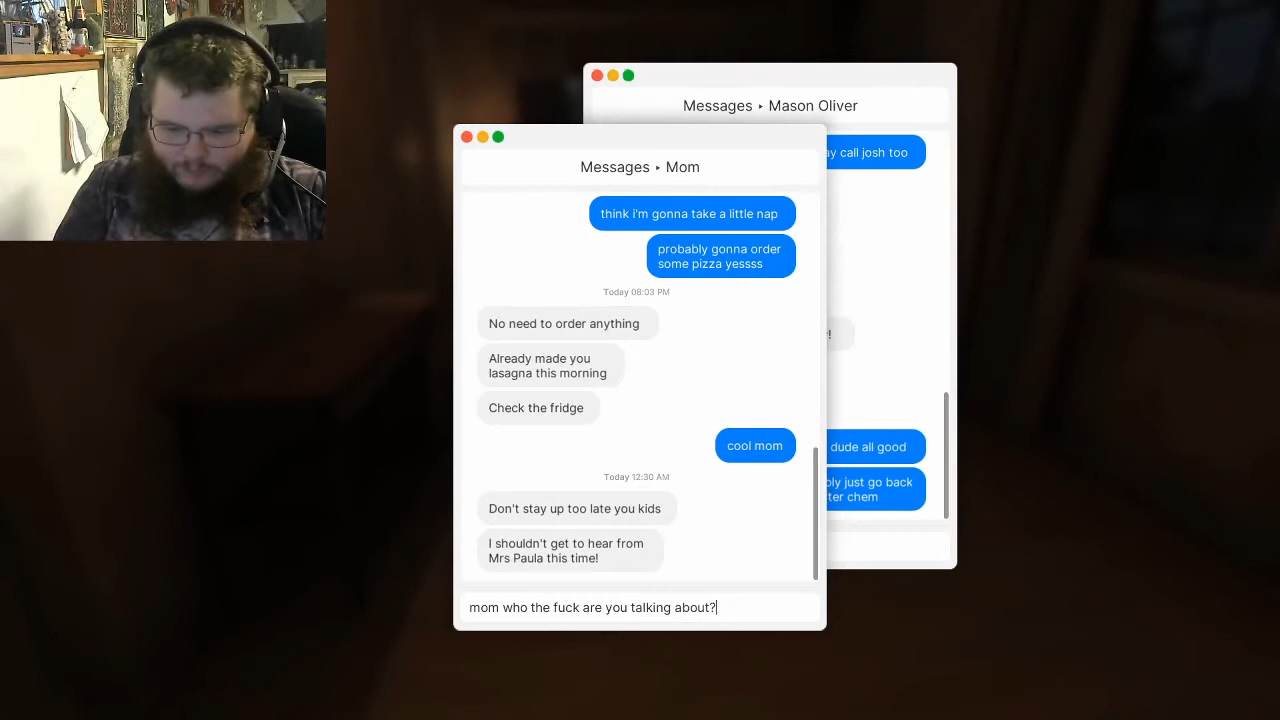 Messages ‣ Mason Oliver
ay call josh too
Messages ‣ Mom
think i'm gonna take a little nap
probably gonna order
some pizza yessss
Today 08:03 PM
No need to order anything
Already made you
lasagna this morning
Check the fridge
cool mom
Today 12:30 AM
Don't stay up too late you kids
I shouldn't get to hear from
Mrs Paula this time!
mom who the fuck are you talking about?
!
dude all good
bly just go back
ter chem